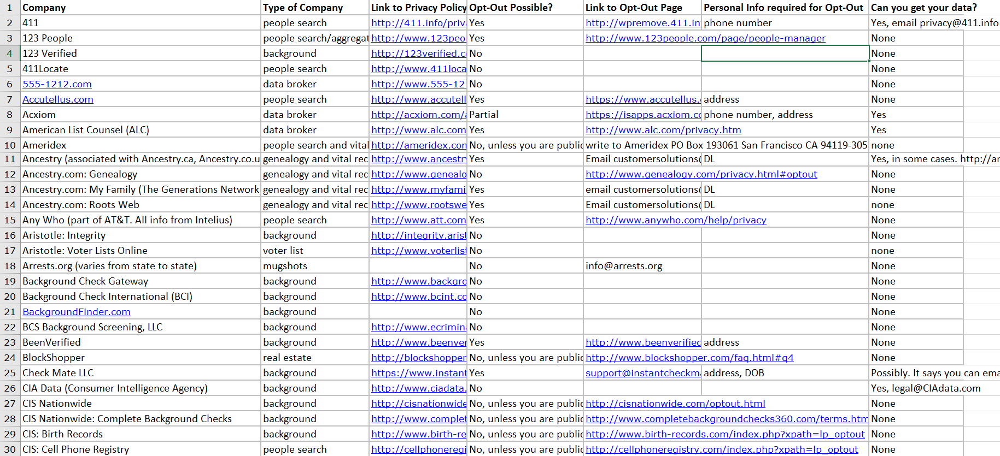 1 Company Type of Company Link to Privacy Policy Opt-Out Possible? Link to Opt-Out Page Personal Info required for Opt-Out Can you get your data?
2 411 people search http://411.info/priv Yes http://wpremove.411.in phone number Yes, email privacy@411.info
3 123 People people search/aggregat http://www.123peo Yes http://www.123people.com/page/people-manager None
4 123 Verified background http://123verified.c No None
5 411Locate people search http://www.411loca No None
6 555-1212.com data broker http://www.555-12 No None
7 Accutellus.com people search http://www.accutell Yes https://www.accutellus. address None
8 Acxiom data broker http://acxiom.com/ Partial https://isapps.acxiom.co phone number, address Yes
9 American List Counsel (ALC) data broker http://www.alc.com Yes http://www.alc.com/privacy.htm Yes
10 Ameridex people search and vital http://ameridex.com No, unless you are public write to Ameridex PO Box 193061 San Francisco CA 94119-305 none
11 Ancestry (associated with Ancestry.ca, Ancestry.co.u genealogy and vital rec http://www.ancestr Yes Email customersolutions DL Yes, in some cases. http://an
12 Ancestry.com: Genealogy genealogy and vital rec http://www.genealo No http://www.genealogy.com/privacy.html#optout None
13 Ancestry.com: My Family (The Generations Network genealogy and vital rec http://www.myfami Yes email customersolutions DL None
14 Ancestry.com: Roots Web genealogy and vital rec http://www.rootswe Yes Email customersolutions DL none
15 Any Who (part of AT&T. All info from Intelius) people search http://www.att.com Yes http://www.anywho.com/help/privacy None
16 Aristotle: Integrity background http://integrity.arist No None
17 Aristotle: Voter Lists Online voter list http://www.voterlist No none
18 Arrests.org (varies from state to state) mugshots No info@arrests.org None
19 Background Check Gateway background http://www.backgro No None
20 Background Check International (BCI) background http://www.bcint.co No None
21 BackgroundFinder.com background No None
22 BCS Background Screening, LLC background http://www.ecrimin No None
23 BeenVerified background http://www.beenver Yes http://www.beenverified address None
24 BlockShopper real estate http://blockshopper No, unless you are public http://www.blockshopper.com/faq.html#q4 None
25 Check Mate LLC background https://www.instant Yes support@instantcheckm address, DOB Possibly. It says you can ema
26 CIA Data (Consumer Intelligence Agency) background http://www.ciadata. No Yes, legal@CIAdata.com
27 CIS Nationwide background http://cisnationwide No, unless you are public http://cisnationwide.com/optout.html None
28 CIS Nationwide: Complete Background Checks background http://www.complet No, unless you are public http://www.completebackgroundchecks360.com/terms.htm None
29 CIS: Birth Records background http://www.birth-re No, unless you are public http://www.birth-records.com/index.php?xpath=lp_optout None
30 CIS: Cell Phone Registry people search http://cellphoneregi No, unless you are public http://cellphoneregistry.com/index.php?xpath=lp_optout None